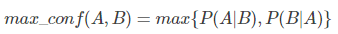 max_conf(A, B) = max{P(A|B), P(B|A)}